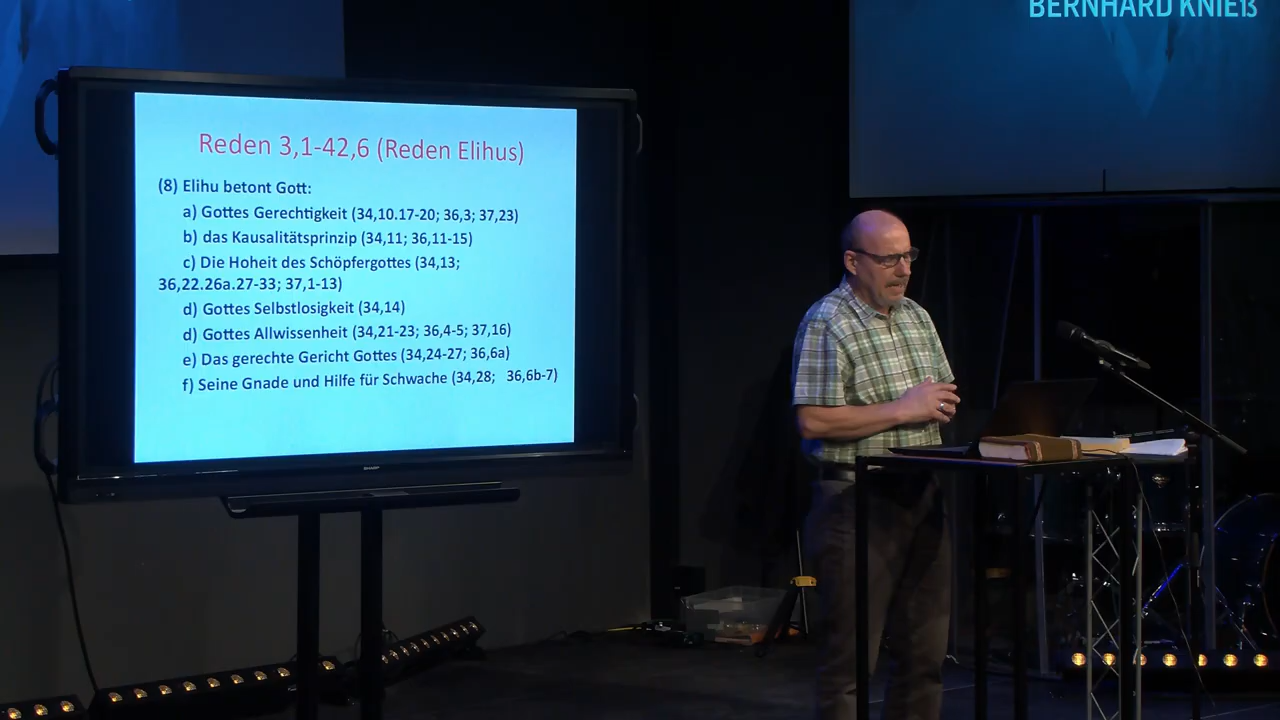 BERNHARD KNIEß
Reden 3,1-42,6 (Reden Elihus)
(8) Elihu betont Gott:
a) Gottes Gerechtigkeit (34,10.17-20; 36,3; 37,23)
b) das Kausalitätsprinzip (34,11; 36,11-15)
c) Die Hoheit des Schöpfergottes (34,13;
36,22.26a.27-33; 37,1-13)
d) Gottes Selbstlosigkeit (34,14)
d) Gottes Allwissenheit (34,21-23; 36,4-5; 37,16)
e) Das gerechte Gericht Gottes (34,24-27; 36,6a)
f) Seine Gnade und Hilfe für Schwache (34,28; 36,6b-7)
SHARP